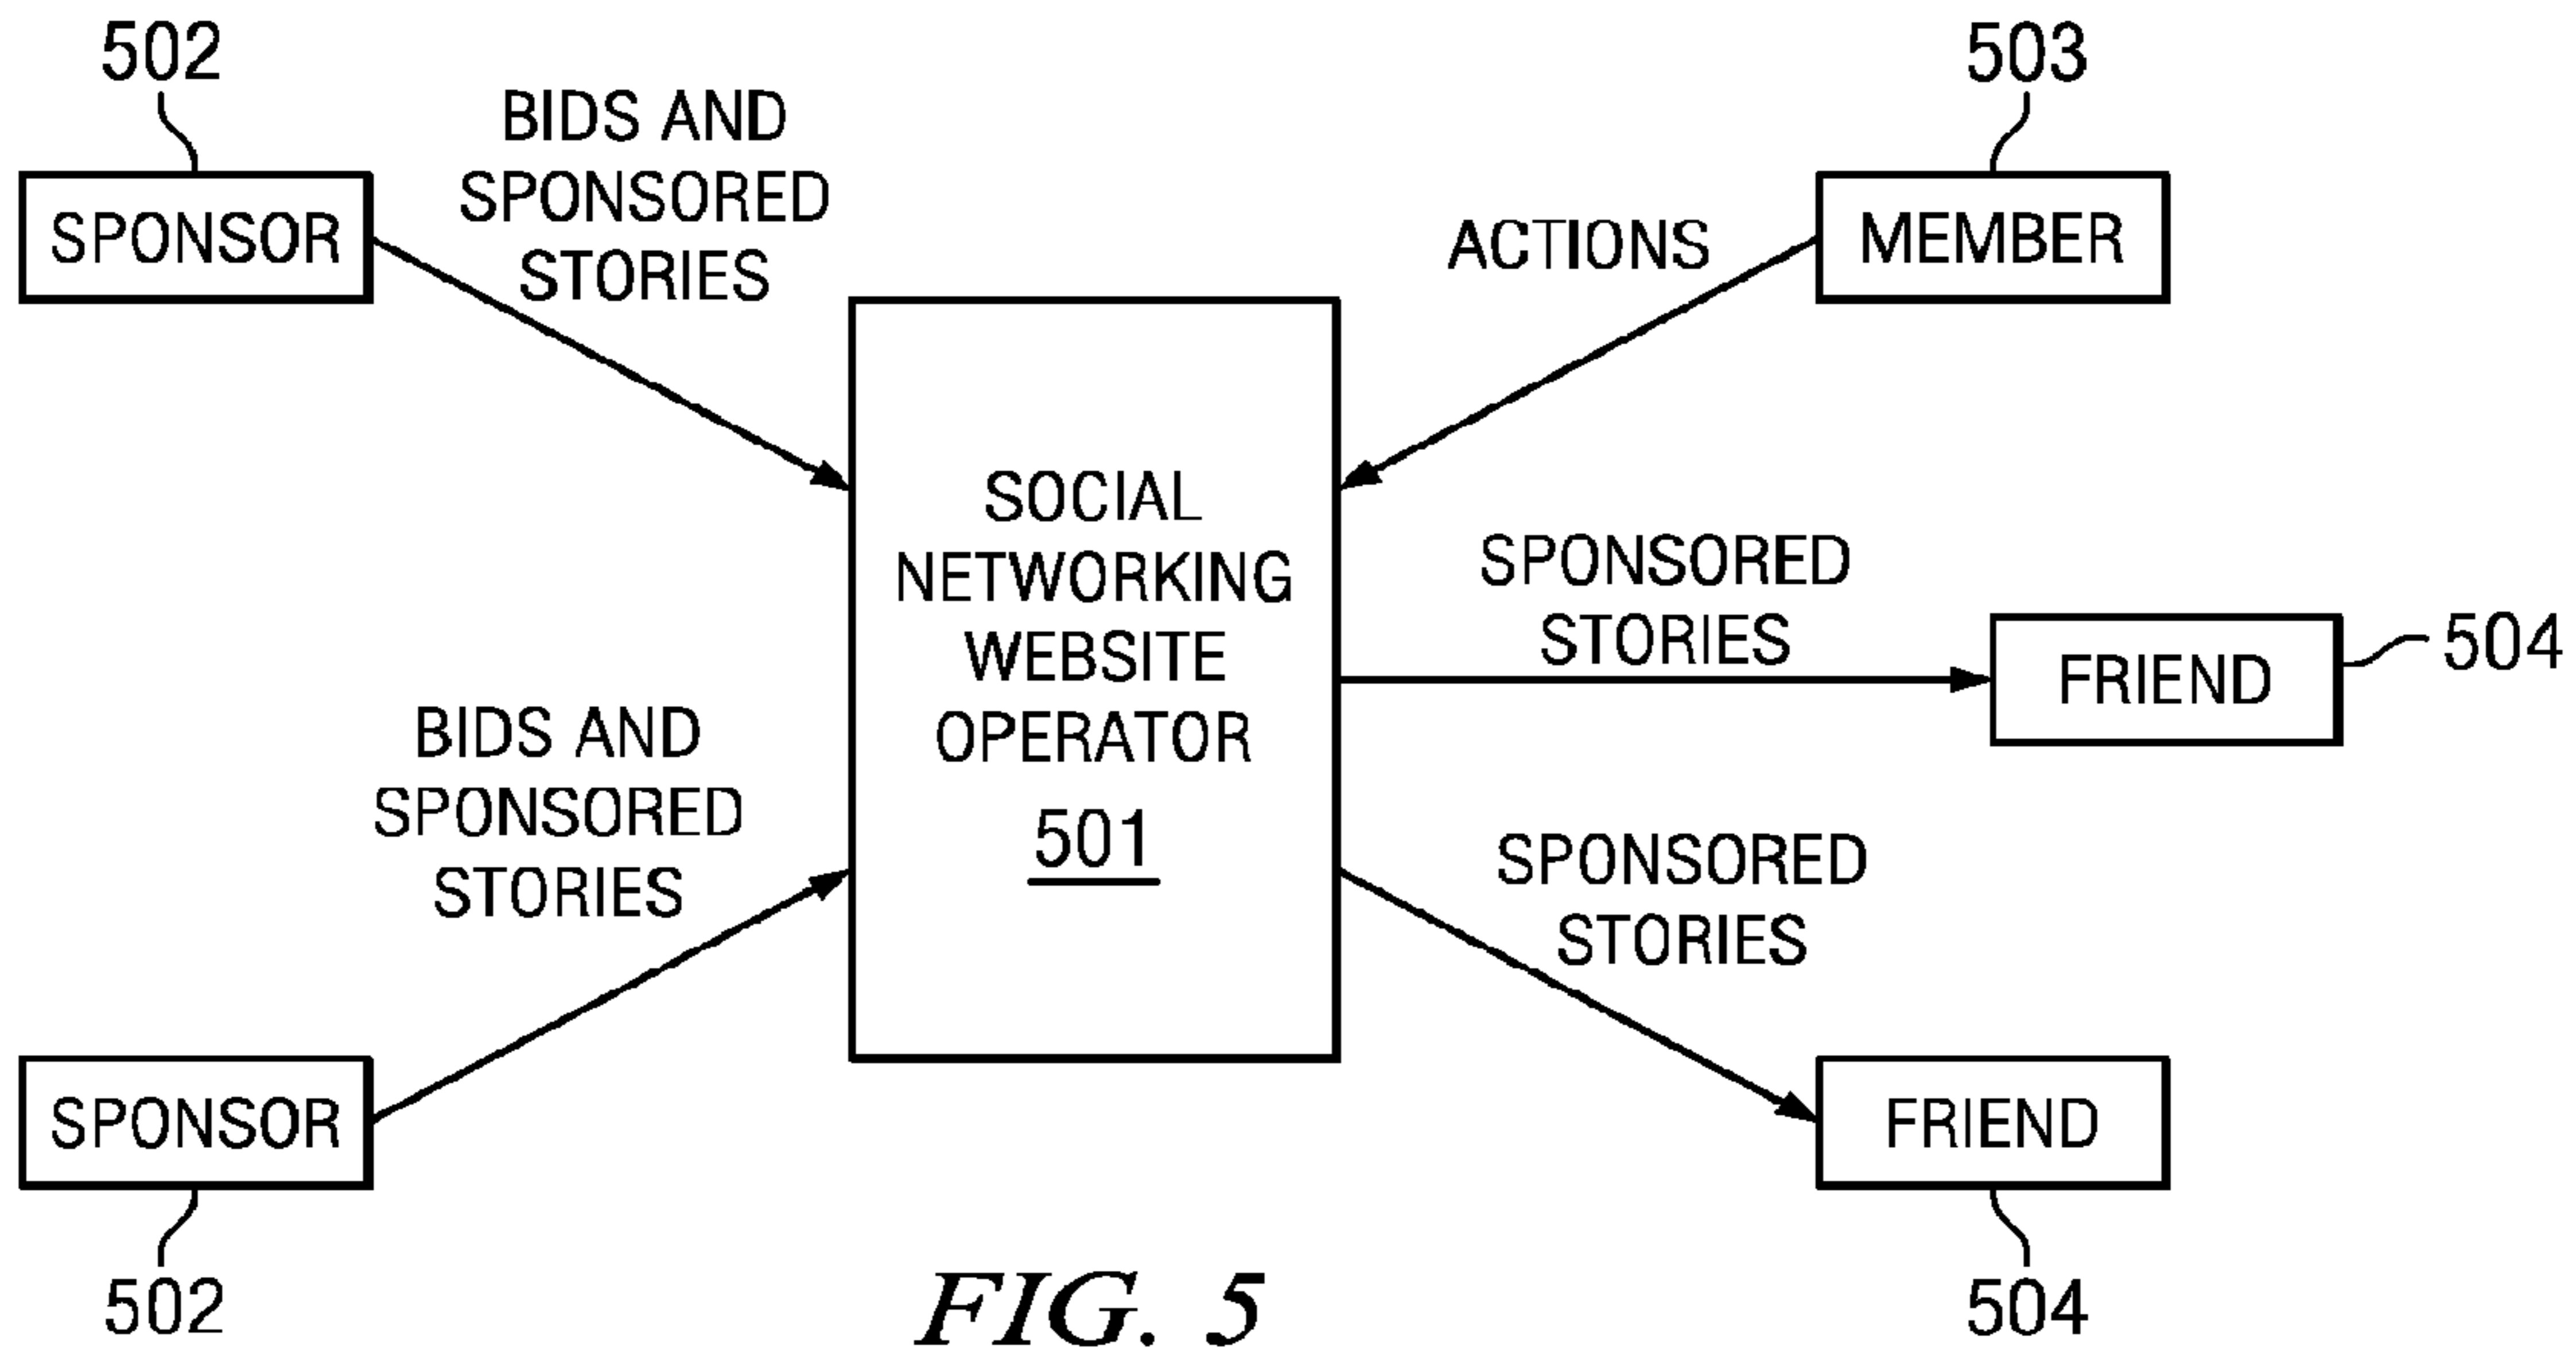 502
SPONSOR
BIDS AND
SPONSORED
STORIES
503
MEMBER
ACTIONS
SOCIAL
NETWORKING
WEBSITE
OPERATOR
501
SPONSORED
STORIES
FRIEND
504
BIDS AND
SPONSORED
STORIES
SPONSOR
502
SPONSORED
STORIES
FRIEND
504
FIG. 5